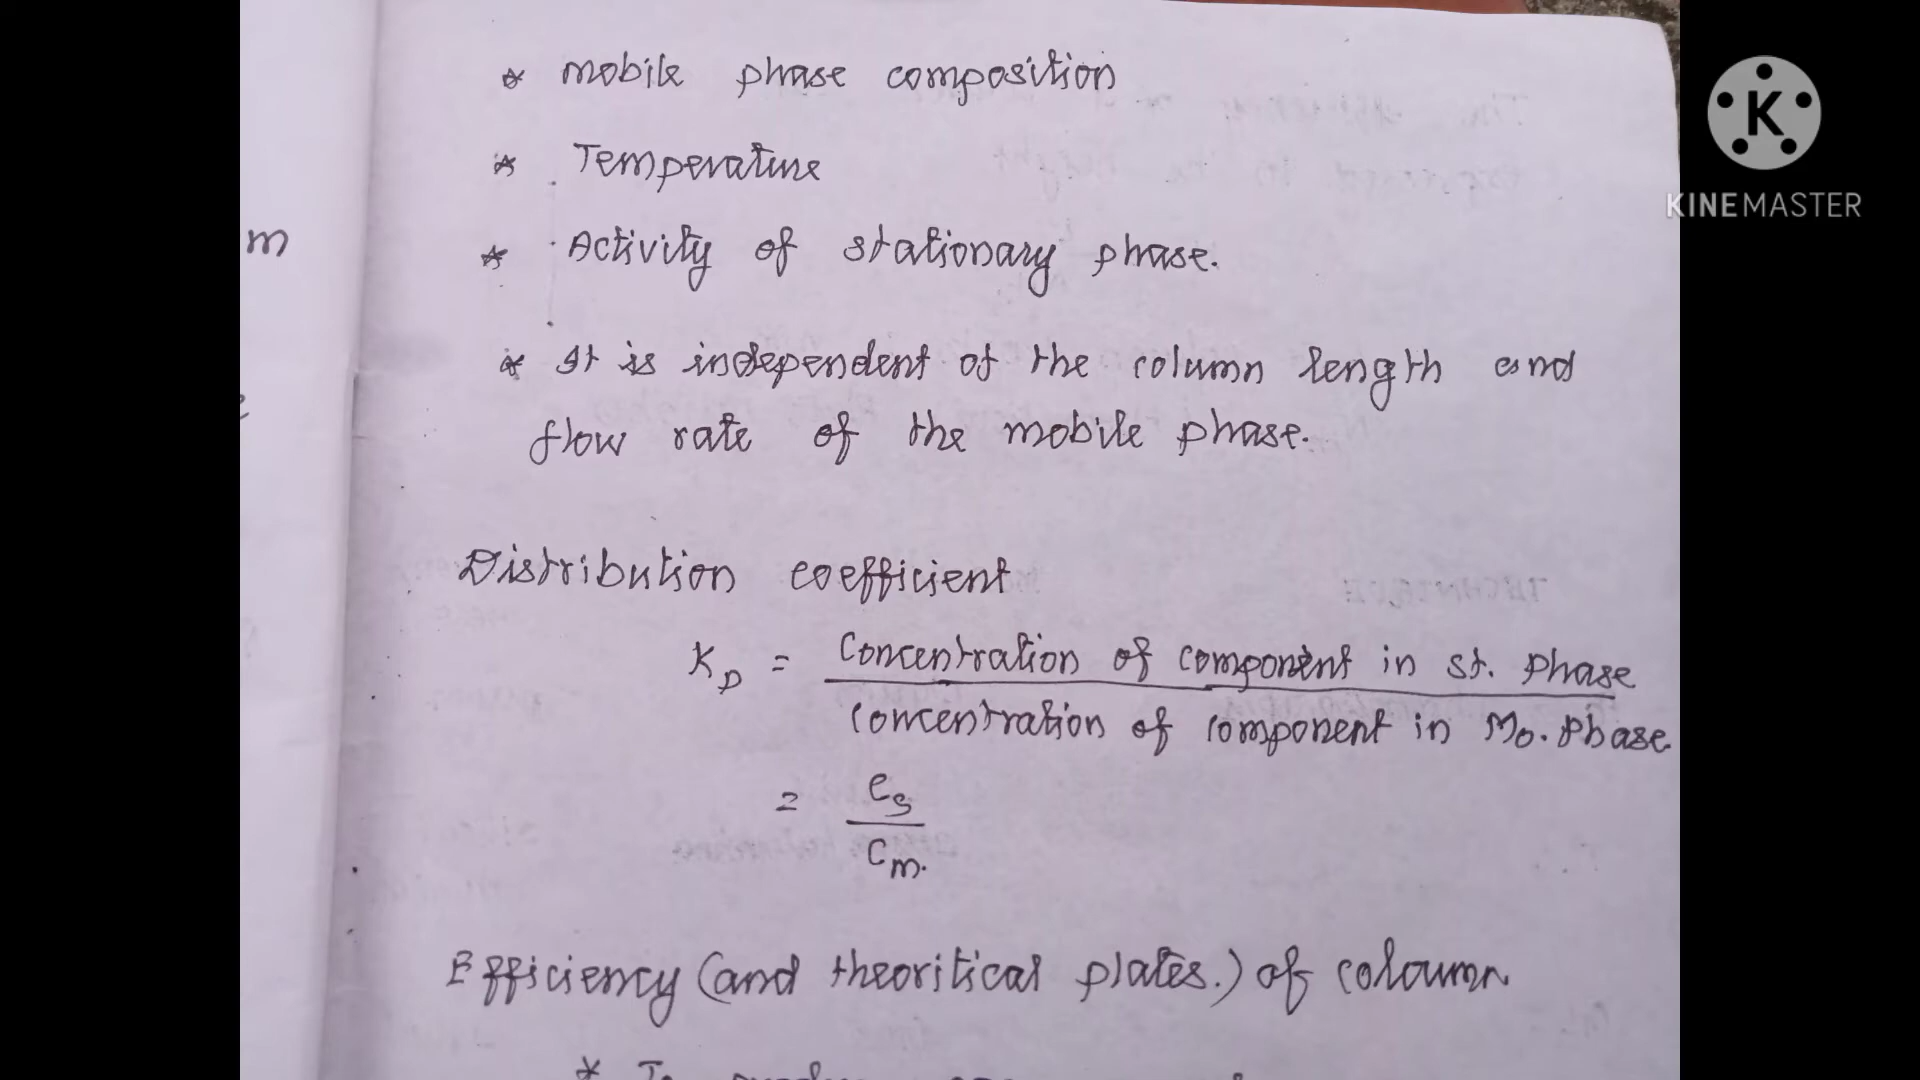 * mobile phase composition
* Temperature
* Activity of stationary phase.
m
* It is independent of the column length and
flow rate of the mobile phase.
Distribution coefficient
K_D = Concentration of component in st. phase
concentration of component in Mo. phase
= C_s
C_m.
Efficiency (and theoritical plates.) of coloumn
K
KINEMASTER